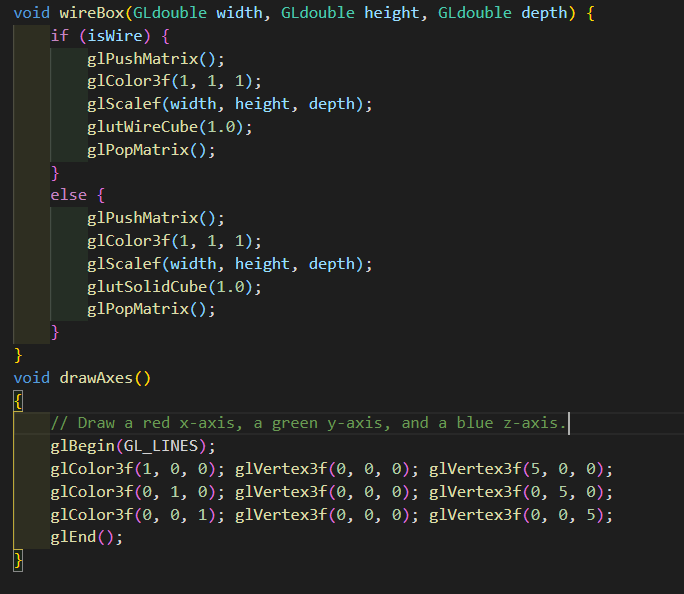 void wireBox(GLdouble width, GLdouble height, GLdouble depth) {
    if (isWire) {
        glPushMatrix();
        glColor3f(1, 1, 1);
        glScalef(width, height, depth);
        glutWireCube(1.0);
        glPopMatrix();
    }
    else {
        glPushMatrix();
        glColor3f(1, 1, 1);
        glScalef(width, height, depth);
        glutSolidCube(1.0);
        glPopMatrix();
    }
}
void drawAxes()
{
    // Draw a red x-axis, a green y-axis, and a blue z-axis.
    glBegin(GL_LINES);
    glColor3f(1, 0, 0); glVertex3f(0, 0, 0); glVertex3f(5, 0, 0);
    glColor3f(0, 1, 0); glVertex3f(0, 0, 0); glVertex3f(0, 5, 0);
    glColor3f(0, 0, 1); glVertex3f(0, 0, 0); glVertex3f(0, 0, 5);
    glEnd();
}